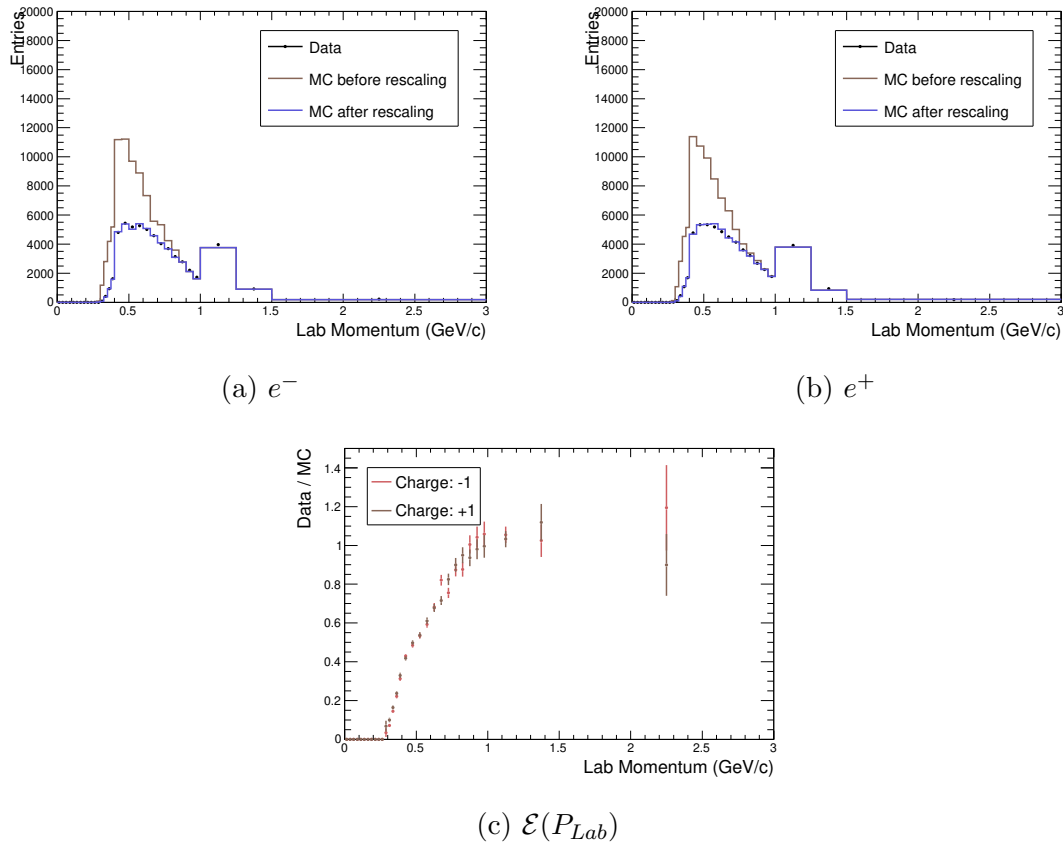 Entries
20000
18000
16000
14000
12000
10000
8000
6000
4000
2000
0
Data
MC before rescaling
MC after rescaling
0 0.5 1 1.5 2 2.5 3
Lab Momentum (GeV/c)
(a) e−
Entries
20000
18000
16000
14000
12000
10000
8000
6000
4000
2000
0
Data
MC before rescaling
MC after rescaling
0 0.5 1 1.5 2 2.5 3
Lab Momentum (GeV/c)
(b) e+
Data / MC
1.4
1.2
1
0.8
0.6
0.4
0.2
0
Charge: -1
Charge: +1
0 0.5 1 1.5 2 2.5 3
Lab Momentum (GeV/c)
(c) ℰ(P_Lab)